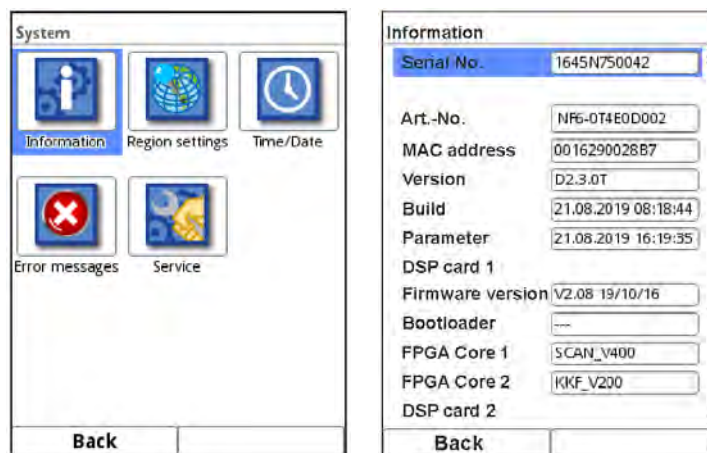 System
Information Region settings Time/Date
Error messages Service
Back
Information
Serial No. 1645N750042
Art.-No. NF6-0T4E0D002
MAC address 0016290028B7
Version D2.3.0T
Build 21.08.2019 08:18:44
Parameter 21.08.2019 16:19:35
DSP card 1
Firmware version V2.08 19/10/16
Bootloader ---
FPGA Core 1 SCAN_V400
FPGA Core 2 KKF_V200
DSP card 2
Back